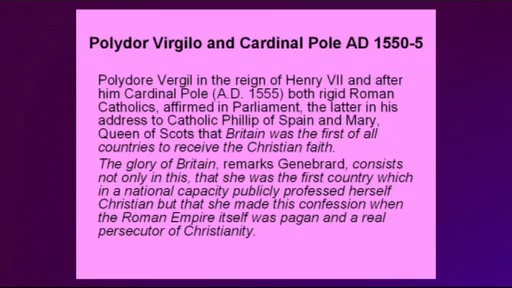 Polydor Virgilo and Cardinal Pole AD 1550-5
Polydore Vergil in the reign of Henry VII and after
him Cardinal Pole (A.D. 1555) both rigid Roman
Catholics, affirmed in Parliament, the latter in his
address to Catholic Phillip of Spain and Mary,
Queen of Scots that Britain was the first of all
countries to receive the Christian faith.
The glory of Britain, remarks Genebrard, consists
not only in this, that she was the first country which
in a national capacity publicly professed herself
Christian but that she made this confession when
the Roman Empire itself was pagan and a real
persecutor of Christianity.